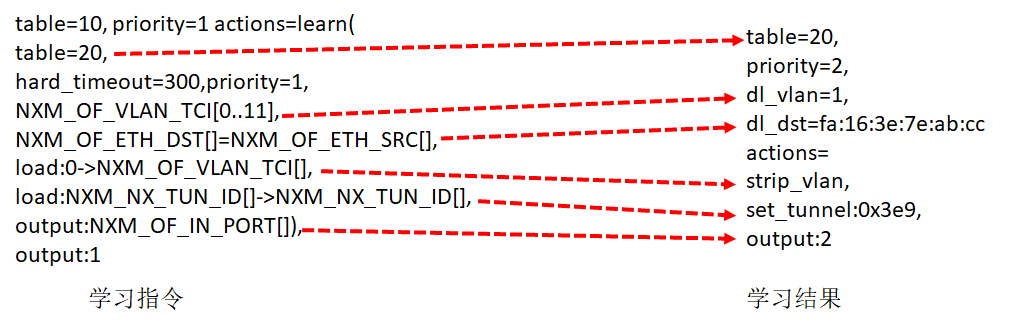 table=10, priority=1 actions=learn(
table=20,
hard_timeout=300,priority=1,
NXM_OF_VLAN_TCI[0..11],
NXM_OF_ETH_DST[]=NXM_OF_ETH_SRC[],
load:0->NXM_OF_VLAN_TCI[],
load:NXM_NX_TUN_ID[]->NXM_NX_TUN_ID[],
output:NXM_OF_IN_PORT[]),
output:1
学习指令
table=20,
priority=2,
dl_vlan=1,
dl_dst=fa:16:3e:7e:ab:cc
actions=
strip_vlan,
set_tunnel:0x3e9,
output:2
学习结果